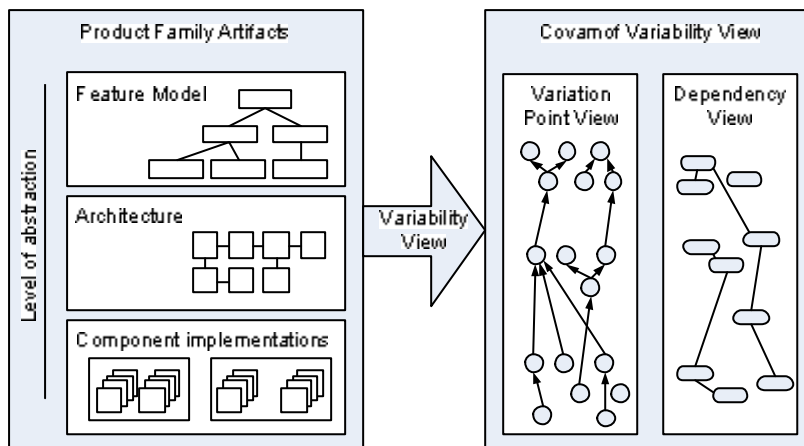 Product Family Artifacts
Level of abstraction
Feature Model
Architecture
Component implementations
Variability
View
Covamof Variability View
Variation
Point View
Dependency
View